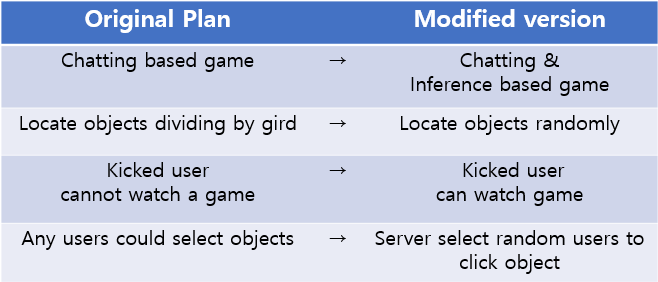 Original Plan Modified version
Chatting based game → Chatting &
Inference based game
Locate objects dividing by gird → Locate objects randomly
Kicked user → Kicked user
cannot watch a game can watch game
Any users could select objects → Server select random users to
click object